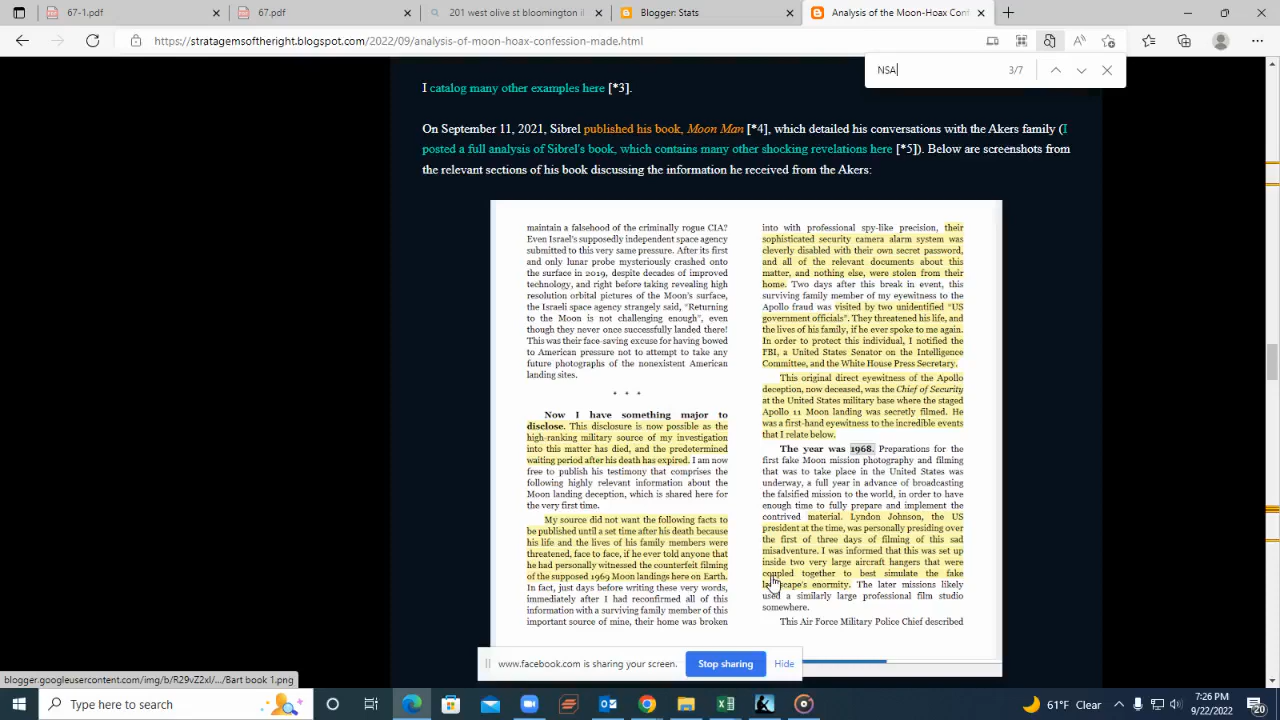 67-1.pdf
67.pdf
201 west olive st bloomington il
Blogger: Stats
Analysis of the Moon-Hoax Conf
https://stratagemsoftheright.blogspot.com/2022/09/analysis-of-moon-hoax-confession-made.html
NSA
3/7
I catalog many other examples here [*3].
On September 11, 2021, Sibrel published his book, Moon Man [*4], which detailed his conversations with the Akers family (I
posted a full analysis of Sibrel's book, which contains many other shocking revelations here [*5]). Below are screenshots from
the relevant sections of his book discussing the information he received from the Akers:
maintain a falsehood of the criminally rogue CIA?
Even Israel's supposedly independent space agency
submitted to this very same pressure. After its first
and only lunar probe mysteriously crashed onto
the surface in 2019, despite decades of improved
technology, and right before taking revealing high
resolution orbital pictures of the Moon's surface,
the Israeli space agency strangely said, "Returning
to the Moon is not challenging enough", even
though they never once successfully landed there!
This was their face-saving excuse for having bowed
to American pressure not to attempt to take any
future photographs of the nonexistent American
landing sites.
* * *
Now I have something major to
disclose. This disclosure is now possible as the
high-ranking military source of my investigation
into this matter has died, and the predetermined
waiting period after his death has expired. I am now
free to publish his testimony that comprises the
following highly relevant information about the
Moon landing deception, which is shared here for
the very first time.
My source did not want the following facts to
be published until a set time after his death because
his life and the lives of his family members were
threatened, face to face, if he ever told anyone that
he had personally witnessed the counterfeit filming
of the supposed 1969 Moon landings here on Earth.
In fact, just days before writing these very words,
immediately after I had reconfirmed all of this
information with a surviving family member of this
important source of mine, their home was broken
into with professional spy-like precision, their
sophisticated security camera alarm system was
cleverly disabled with their own secret password,
and all of the relevant documents about this
matter, and nothing else, were stolen from their
home. Two days after this break in event, this
surviving family member of my eyewitness to the
Apollo fraud was visited by two unidentified "US
government officials". They threatened his life, and
the lives of his family, if he ever spoke to me again.
In order to protect this individual, I notified the
FBI, a United States Senator on the Intelligence
Committee, and the White House Press Secretary.
This original direct eyewitness of the Apollo
deception, now deceased, was the Chief of Security
at the United States military base where the staged
Apollo 11 Moon landing was secretly filmed. He
was a first-hand eyewitness to the incredible events
that I relate below.
The year was 1968. Preparations for the
first fake Moon mission photography and filming
that was to take place in the United States was
underway, a full year in advance of broadcasting
the falsified mission to the world, in order to have
enough time to fully prepare and implement the
contrived material. Lyndon Johnson, the US
president at the time, was personally presiding over
the first of three days of filming of this sad
misadventure. I was informed that this was set up
inside two very large aircraft hangers that were
coupled together to best simulate the fake
landscape's enormity. The later missions likely
used a similarly large professional film studio
somewhere.
This Air Force Military Police Chief described
www.facebook.com is sharing your screen.
Stop sharing
Hide
blogger.googleusercontent.com/img/b/R29vZ2xl/.../Bart book 1.png
Type here to search
61°F Clear
7:26 PM
9/22/2022
20